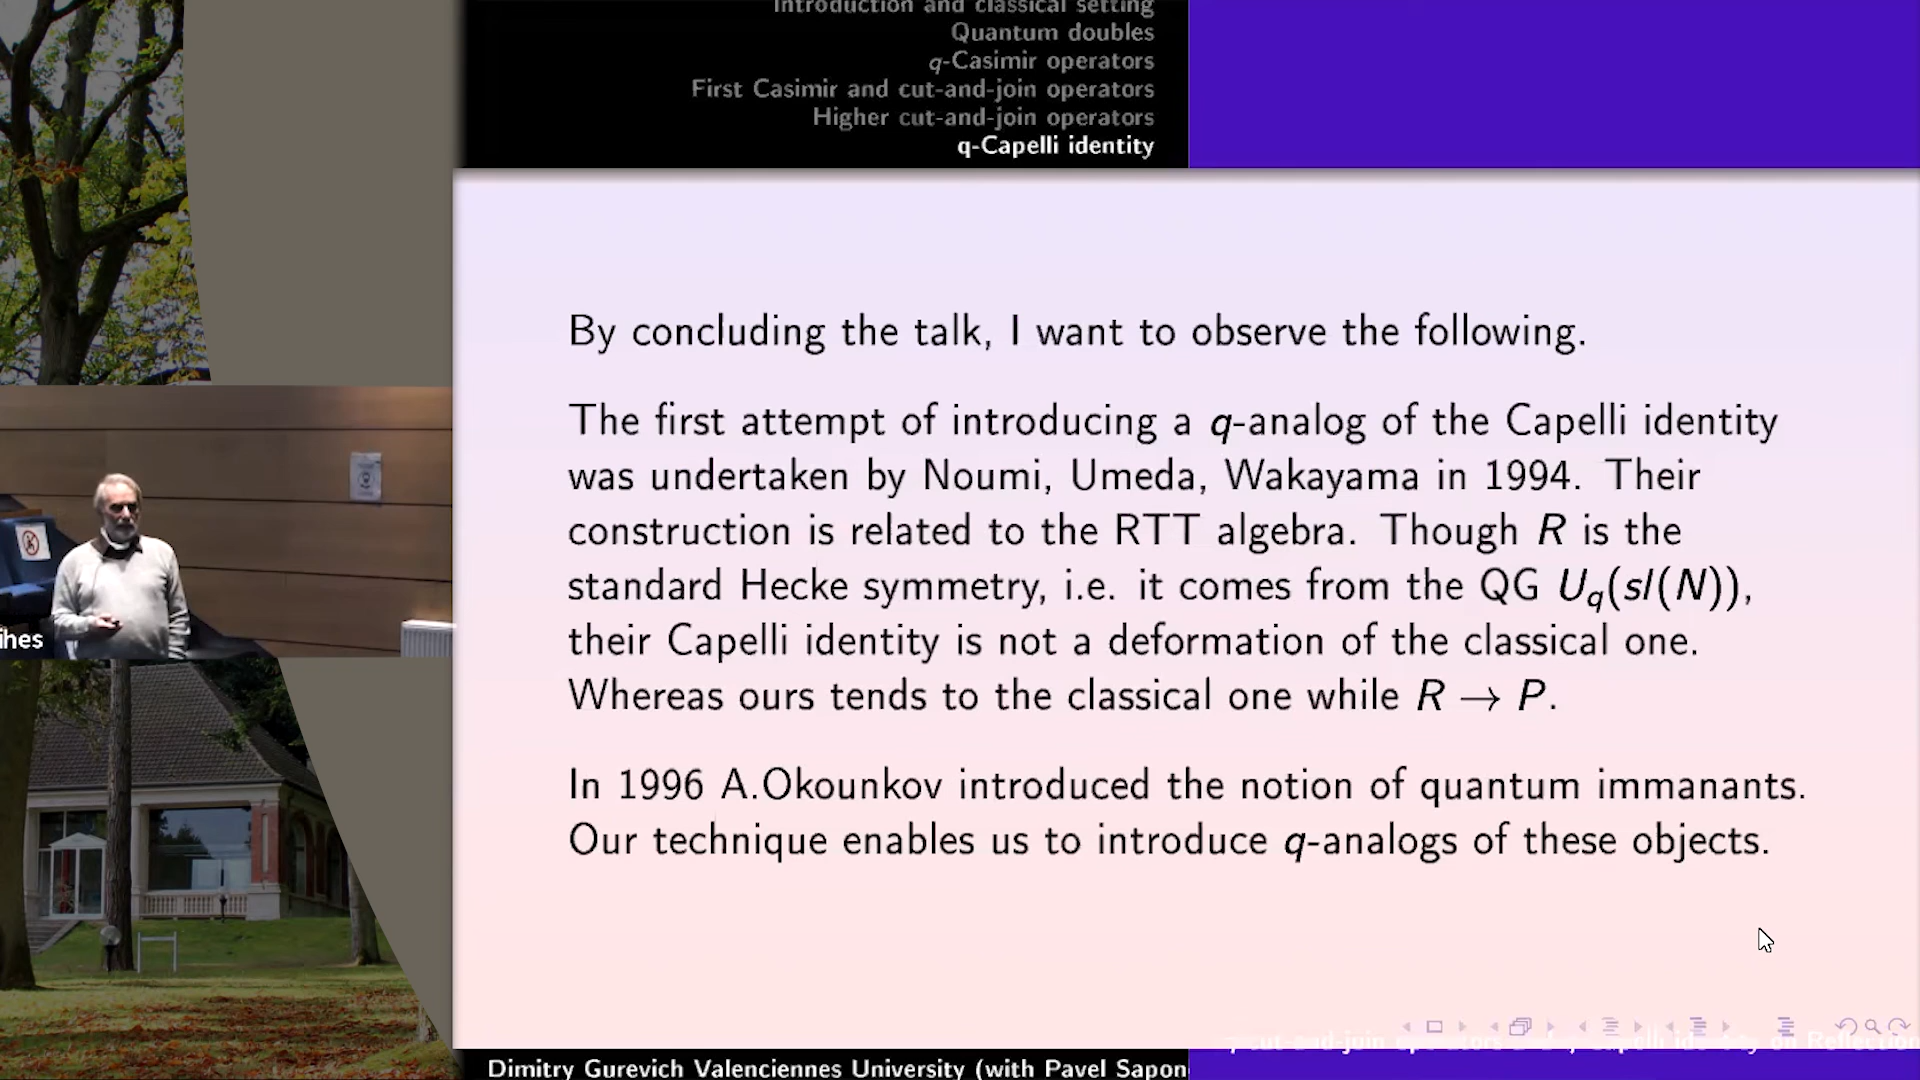 Introduction and classical setting
Quantum doubles
q-Casimir operators
First Casimir and cut-and-join operators
Higher cut-and-join operators
q-Capelli identity
By concluding the talk, I want to observe the following.
The first attempt of introducing a q-analog of the Capelli identity
was undertaken by Noumi, Umeda, Wakayama in 1994. Their
construction is related to the RTT algebra. Though R is the
standard Hecke symmetry, i.e. it comes from the QG U_q(sl(N)),
their Capelli identity is not a deformation of the classical one.
Whereas ours tends to the classical one while R → P.
In 1996 A.Okounkov introduced the notion of quantum immanants.
Our technique enables us to introduce q-analogs of these objects.
ihes
Dimitry Gurevich Valenciennes University (with Pavel Sapon
cut-and-join operators